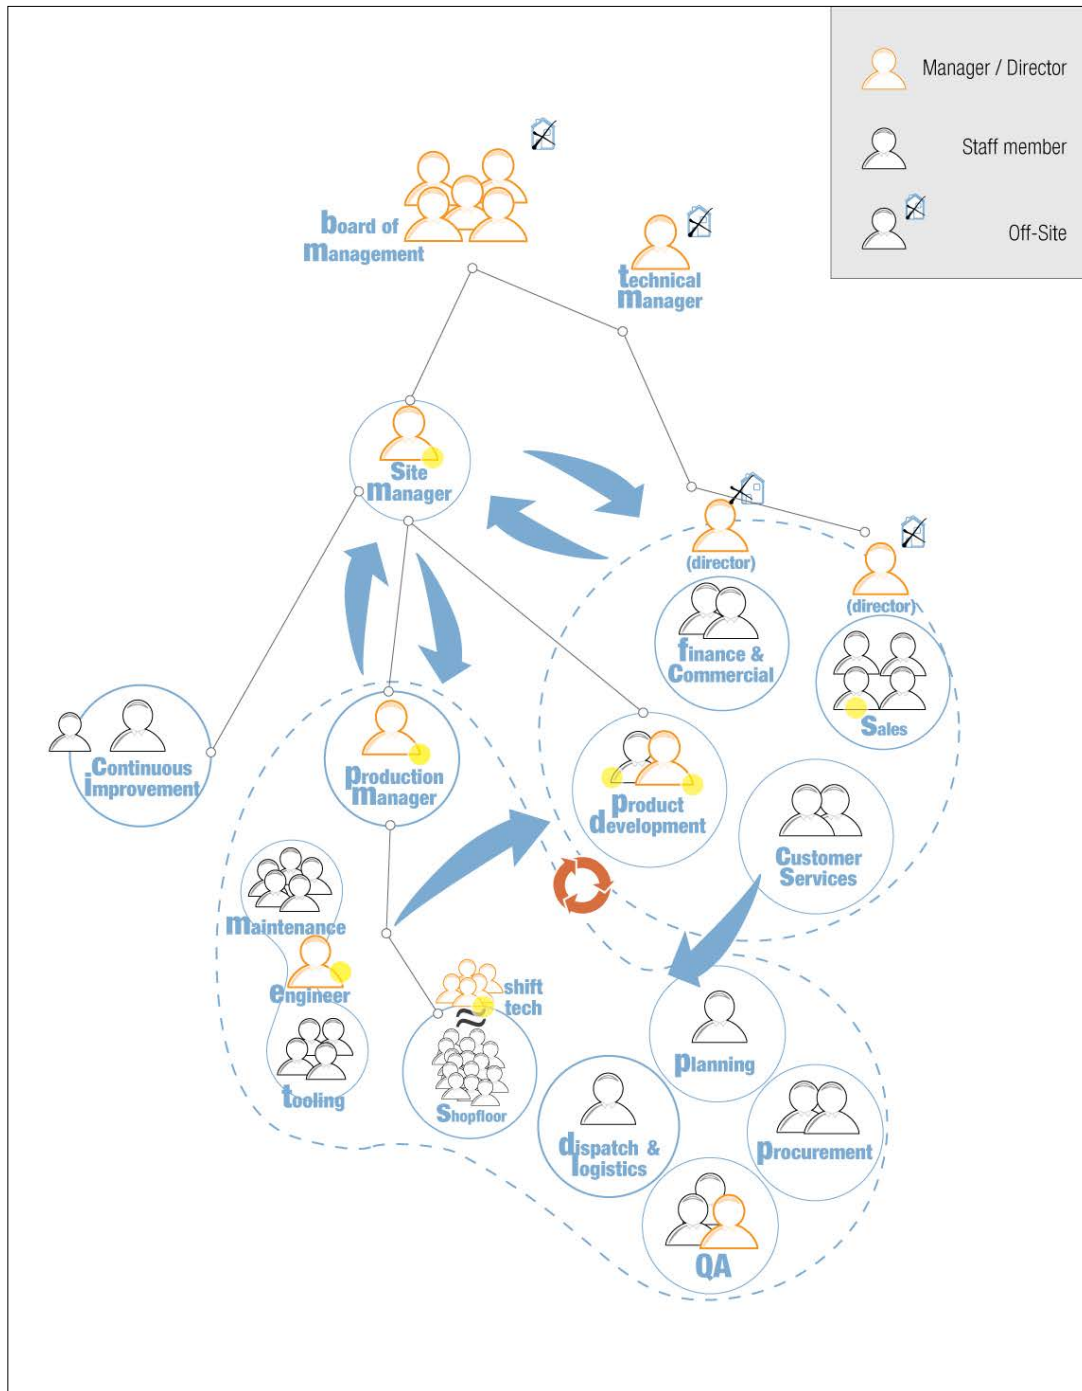 Manager / Director
Staff member
Off-Site
board of
management
technical
manager
Site
manager
(director)
(director)
finance &
Commercial
Sales
Continuous
improvement
production
manager
product
development
Customer
Services
maintenance
engineer
shift
tech
tooling
Shopfloor
planning
dispatch &
logistics
procurement
QA